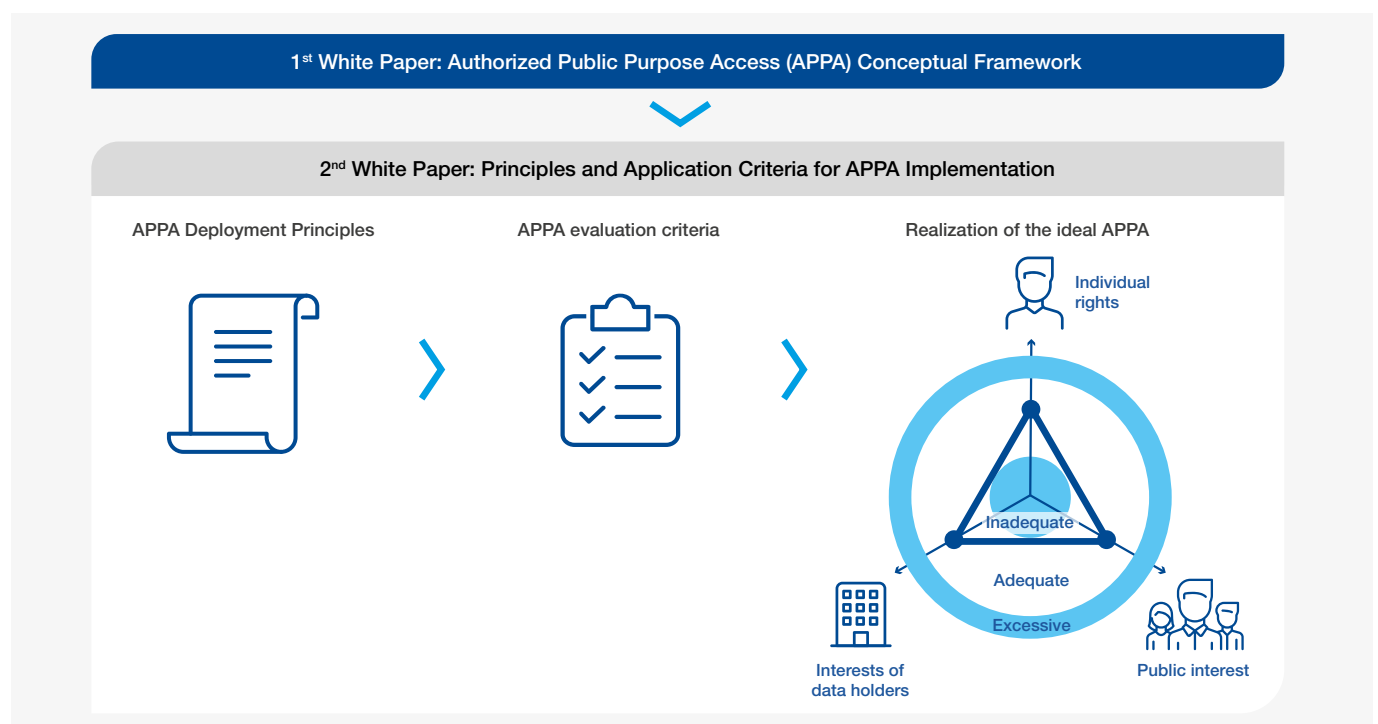 1st White Paper: Authorized Public Purpose Access (APPA) Conceptual Framework
2nd White Paper: Principles and Application Criteria for APPA Implementation
APPA Deployment Principles
APPA evaluation criteria
Realization of the ideal APPA
Individual
rights
Inadequate
Adequate
Excessive
Interests of
data holders
Public interest